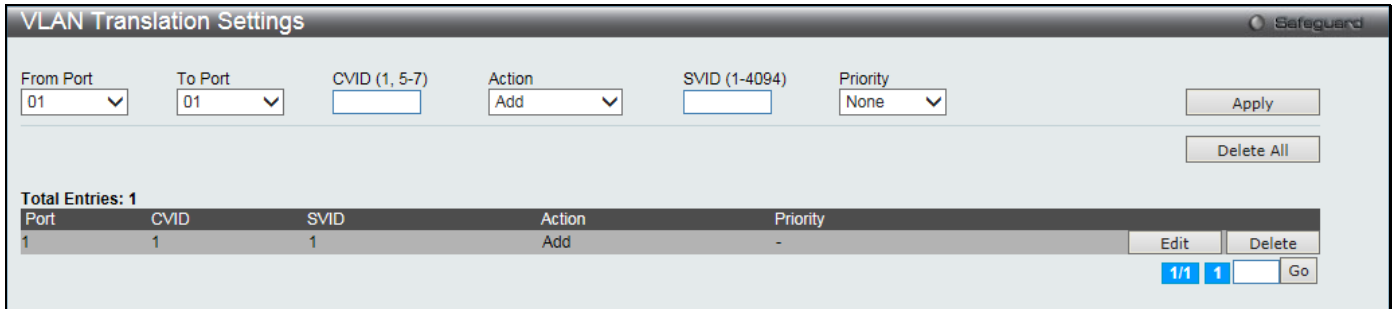 VLAN Translation Settings Safeguard
From Port To Port CVID (1, 5-7) Action SVID (1-4094) Priority
01 01 Add None Apply
Delete All
Total Entries: 1
Port CVID SVID Action Priority
1 1 1 Add - Edit Delete
1/1 1 Go